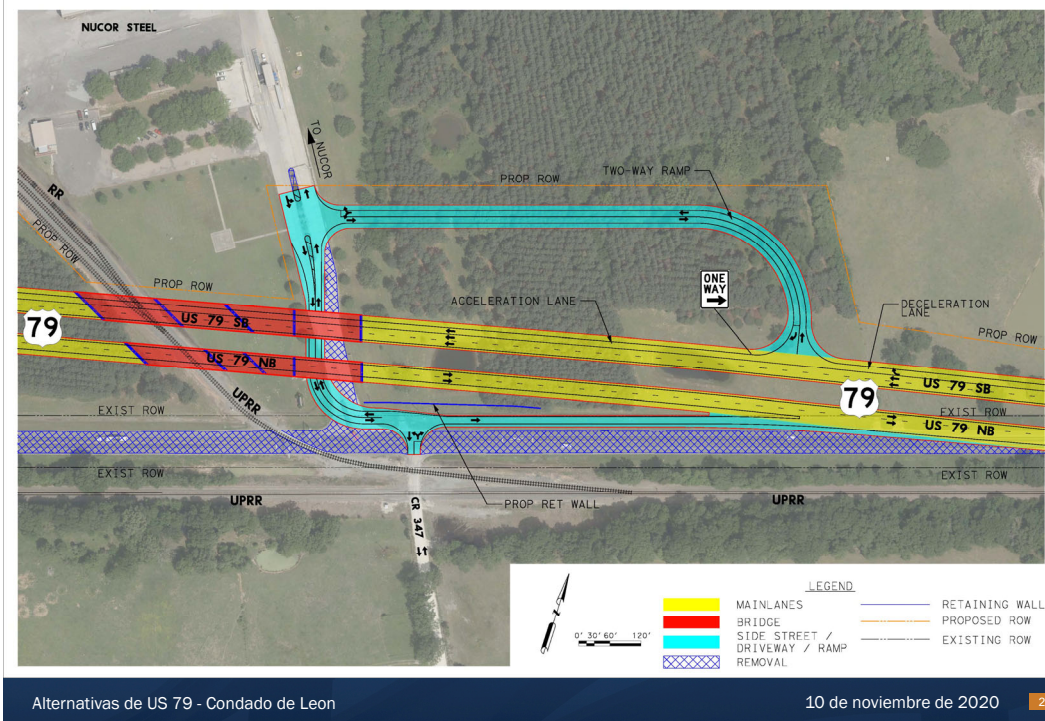 NUCOR STEEL
TO NUCOR
PROP ROW
TWO-WAY RAMP
RR
PROP ROW
PROP ROW
ONE
WAY
ACCELERATION LANE
DECELERATION
LANE
PROP ROW
79
US 79 SB
US 79 NB
US 79 SB
79
US 79 NB
EXIST ROW
EXIST ROW
UPRR
EXIST ROW
EXIST ROW
UPRR
UPRR
PROP RET WALL
CR 347
LEGEND
MAINLANES
BRIDGE
SIDE STREET /
DRIVEWAY / RAMP
REMOVAL
RETAINING WALL
PROPOSED ROW
EXISTING ROW
N
0' 30' 60' 120'
Alternativas de US 79 - Condado de Leon
10 de noviembre de 2020
2